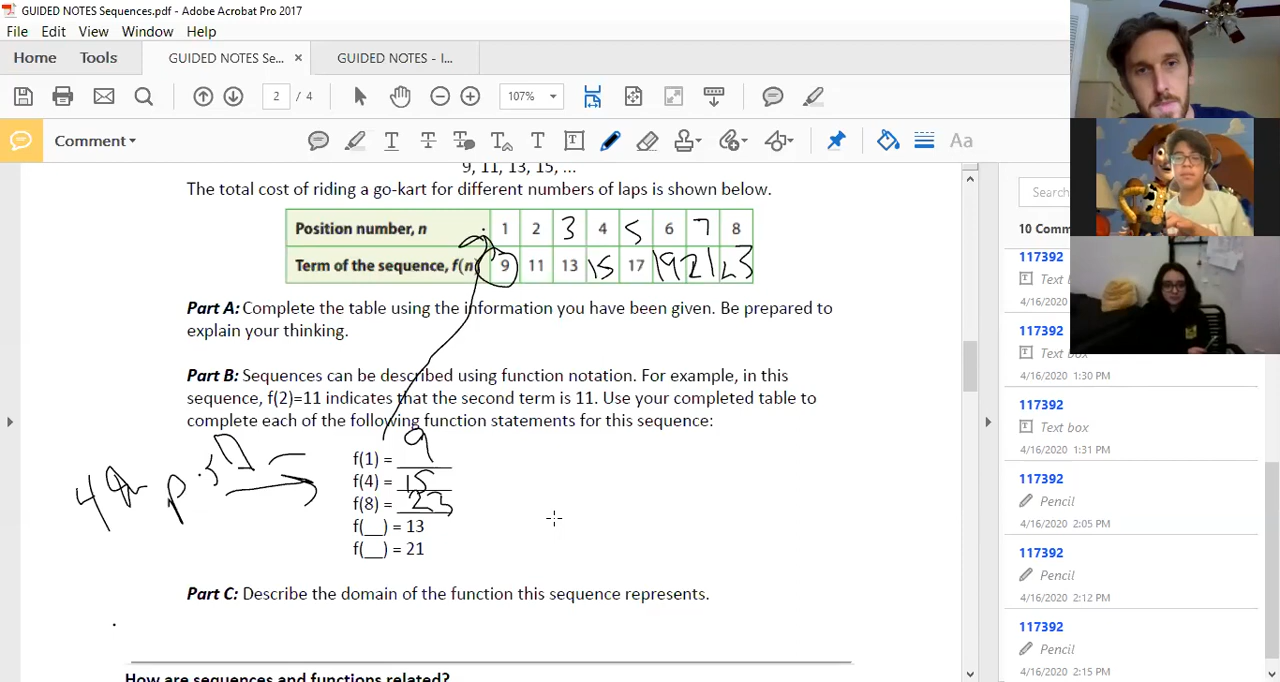 GUIDED NOTES Sequences.pdf - Adobe Acrobat Pro 2017
File Edit View Window Help
Home Tools GUIDED NOTES Se... × GUIDED NOTES - I...
2 / 4 107%
Comment
9, 11, 13, 15, ...
The total cost of riding a go-kart for different numbers of laps is shown below.
Position number, n 1 2 3 4 5 6 7 8
Term of the sequence, f(n) 9 11 13 15 17 19 21 23
Part A: Complete the table using the information you have been given. Be prepared to
explain your thinking.
Part B: Sequences can be described using function notation. For example, in this
sequence, f(2)=11 indicates that the second term is 11. Use your completed table to
complete each of the following function statements for this sequence:
f(1) = 9
f(4) = 15
f(8) = 23
f(__) = 13
f(__) = 21
4th
Part C: Describe the domain of the function this sequence represents.
How are sequences and functions related?
Search
10 Comm
117392
Text b
4/16/2020
117392
Text box
4/16/2020 1:30 PM
117392
Text box
4/16/2020 1:31 PM
117392
Pencil
4/16/2020 2:05 PM
117392
Pencil
4/16/2020 2:12 PM
117392
Pencil
4/16/2020 2:15 PM